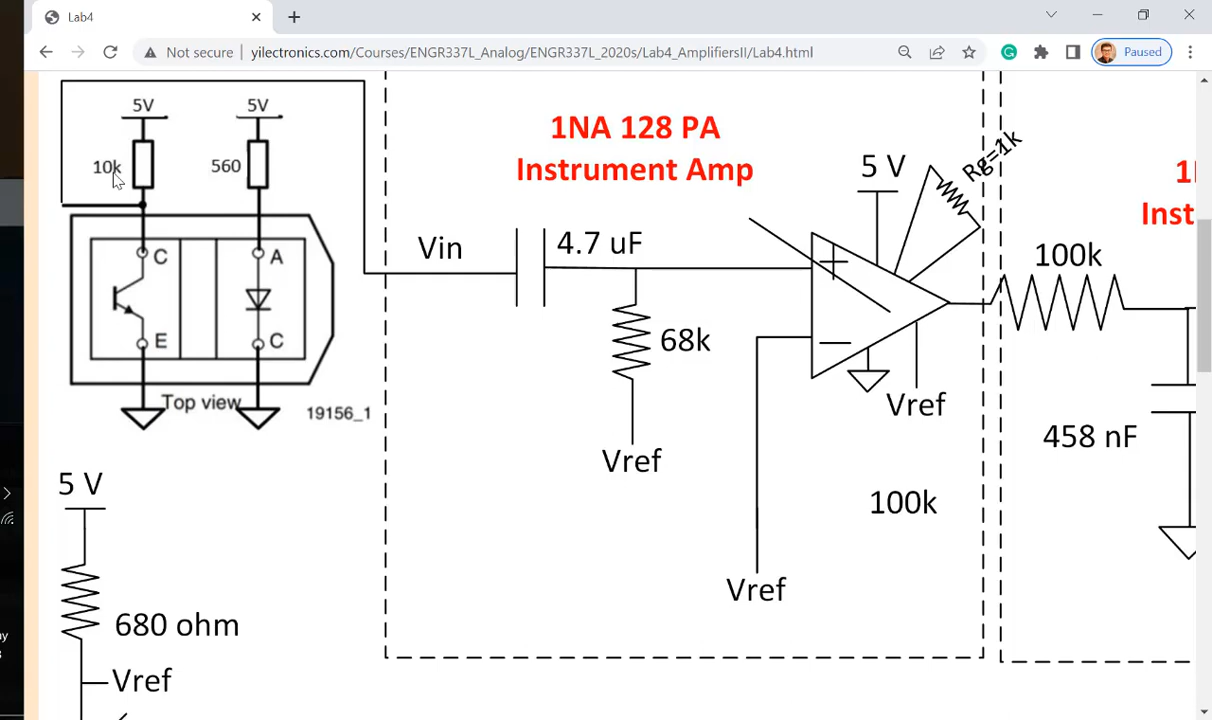 Lab4
Not secure
yilectronics.com/Courses/ENGR337L_Analog/ENGR337L_2020s/Lab4_AmplifiersII/Lab4.html
Paused
5V
5V
10k
560
C
A
E
C
Top view
19156_1
5 V
680 ohm
Vref
1NA 128 PA
Instrument Amp
Vin
4.7 uF
68k
Vref
5 V
Rg=1k
+
—
Vref
100k
Vref
100k
458 nF